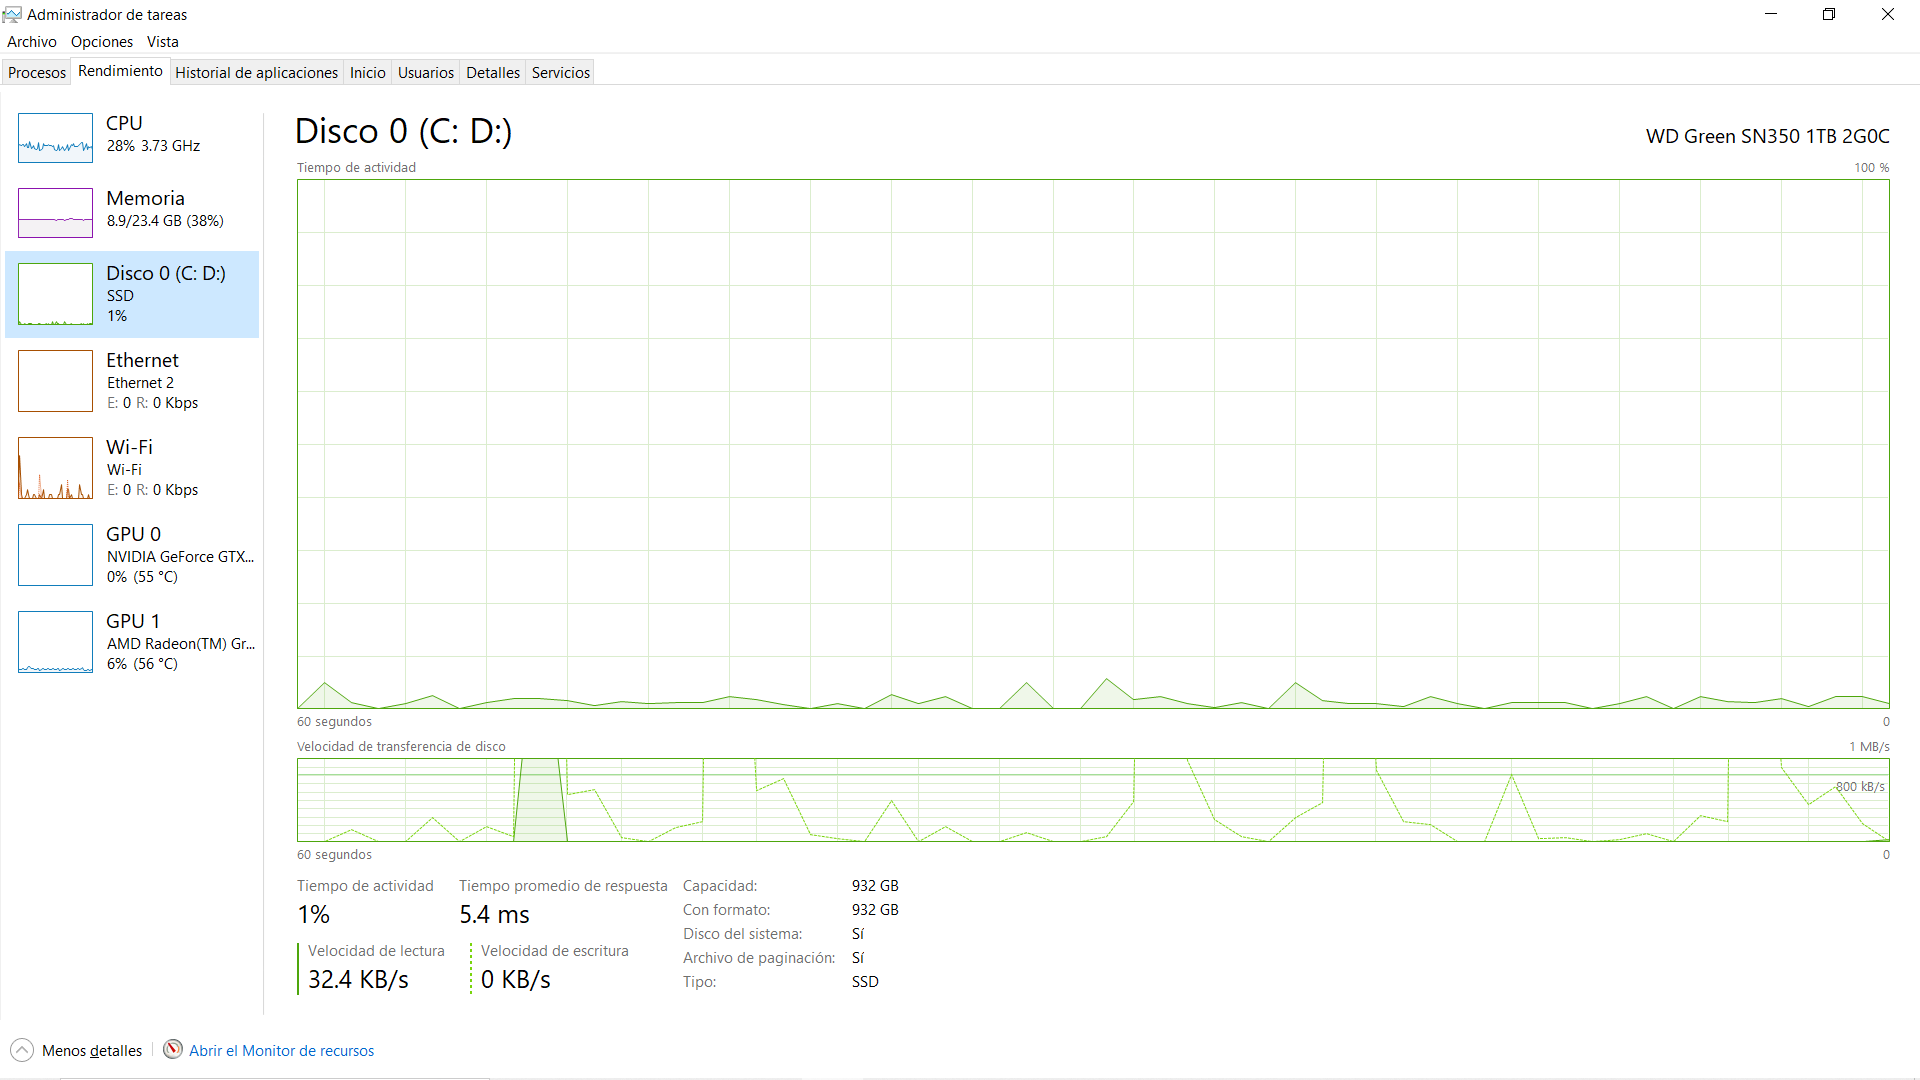 Administrador de tareas
Archivo Opciones Vista
Procesos Rendimiento Historial de aplicaciones Inicio Usuarios Detalles Servicios
CPU
28% 3.73 GHz
Memoria
8.9/23.4 GB (38%)
Disco 0 (C: D:)
SSD
1%
Ethernet
Ethernet 2
E: 0 R: 0 Kbps
Wi-Fi
Wi-Fi
E: 0 R: 0 Kbps
GPU 0
NVIDIA GeForce GTX...
0% (55 °C)
GPU 1
AMD Radeon(TM) Gr...
6% (56 °C)
Disco 0 (C: D:)
WD Green SN350 1TB 2G0C
Tiempo de actividad 100 %
60 segundos 0
Velocidad de transferencia de disco 1 MB/s
800 kB/s
60 segundos 0
Tiempo de actividad
1%
Tiempo promedio de respuesta
5.4 ms
Velocidad de lectura
32.4 KB/s
Velocidad de escritura
0 KB/s
Capacidad: 932 GB
Con formato: 932 GB
Disco del sistema: Sí
Archivo de paginación: Sí
Tipo: SSD
Menos detalles
Abrir el Monitor de recursos